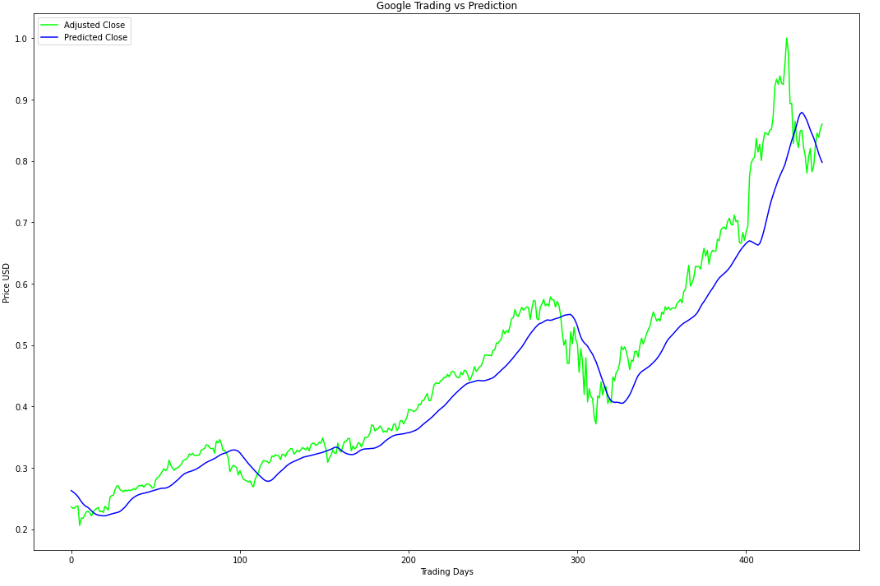 Google Trading vs Prediction
Adjusted Close
Predicted Close
1.0
0.9
0.8
0.7
0.6
0.5
0.4
0.3
0.2
Price USD
0 100 200 300 400
Trading Days